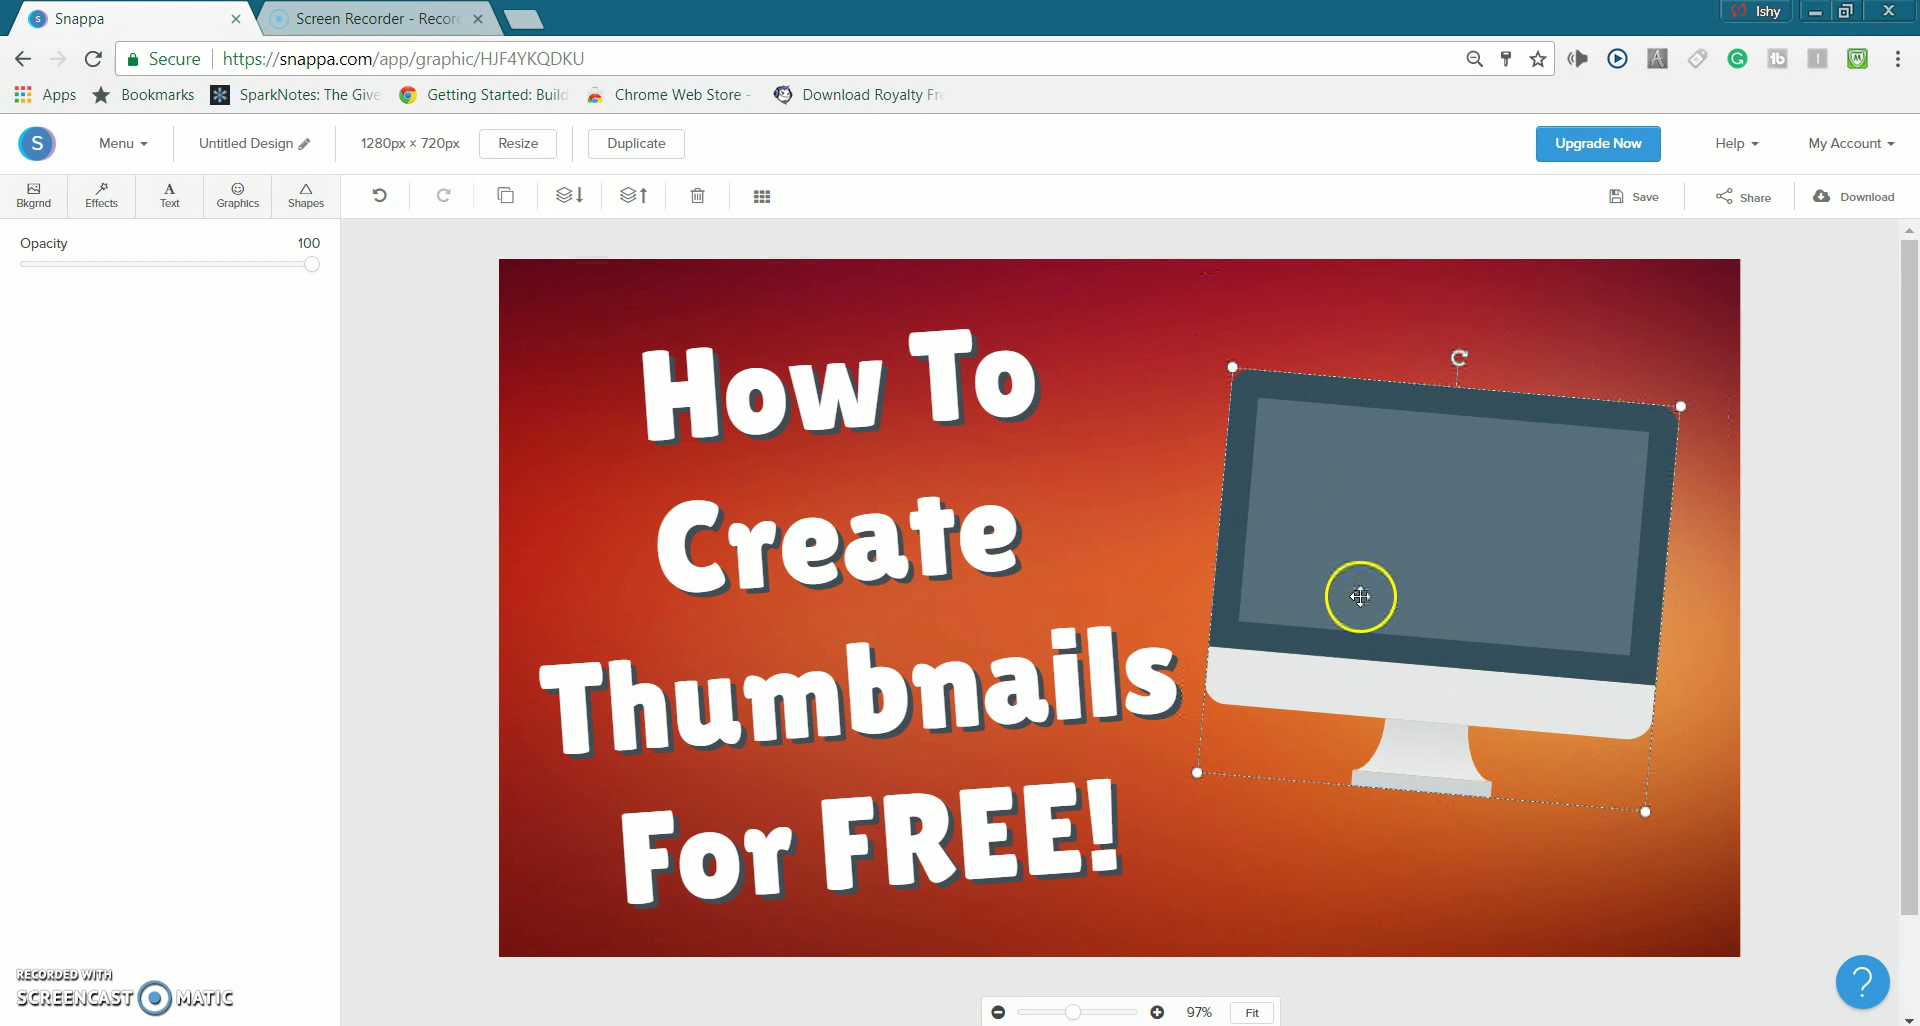 Snappa
Screen Recorder - Recor
Ishy
Secure
https://snappa.com/app/graphic/HJF4YKQDKU
Apps
Bookmarks
SparkNotes: The Give
Getting Started: Build
Chrome Web Store -
Download Royalty Fre
S
Menu
Untitled Design
1280px × 720px
Resize
Duplicate
Upgrade Now
Help
My Account
Bkgrnd
Effects
Text
Graphics
Shapes
Save
Share
Download
Opacity
100
How To
Create
Thumbnails
For FREE!
RECORDED WITH
SCREENCAST MATIC
97%
Fit
?